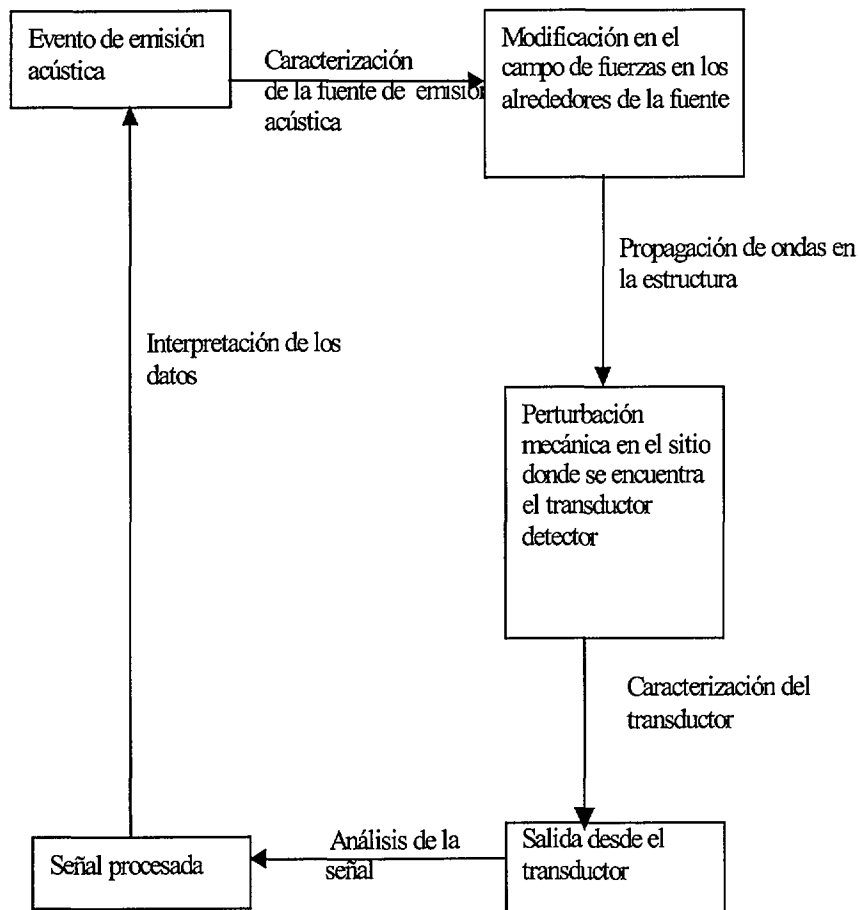 Evento de emisión
acústica
Caracterización
de la fuente de emisión
acústica
Modificación en el
campo de fuerzas en los
alrededores de la fuente
Propagación de ondas en
la estructura
Interpretación de los
datos
Perturbación
mecánica en el sitio
donde se encuentra
el transductor
detector
Caracterización del
transductor
Salida desde el
transductor
Análisis de la
señal
Señal procesada